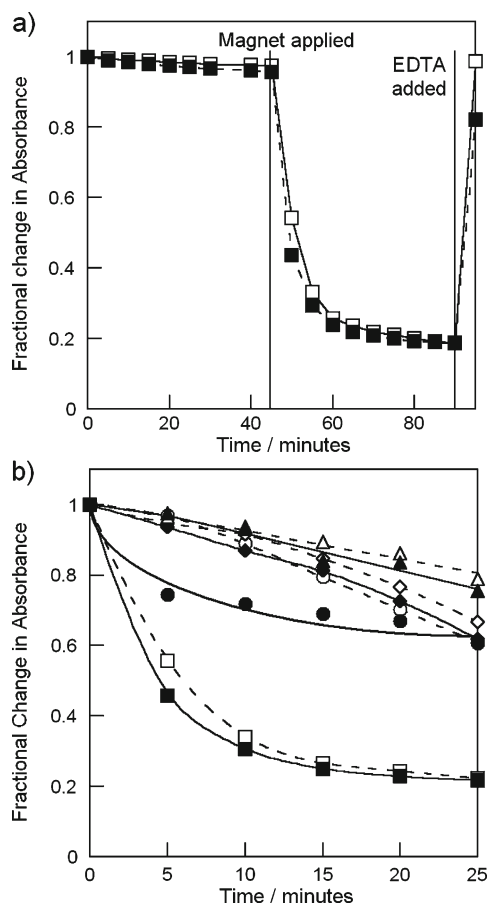 a)
Magnet applied
EDTA
added
Fractional change in Absorbance
1
0.8
0.6
0.4
0.2
0
0 20 40 60 80
Time / minutes
b)
Fractional Change in Absorbance
1
0.8
0.6
0.4
0.2
0
0 5 10 15 20 25
Time / minutes